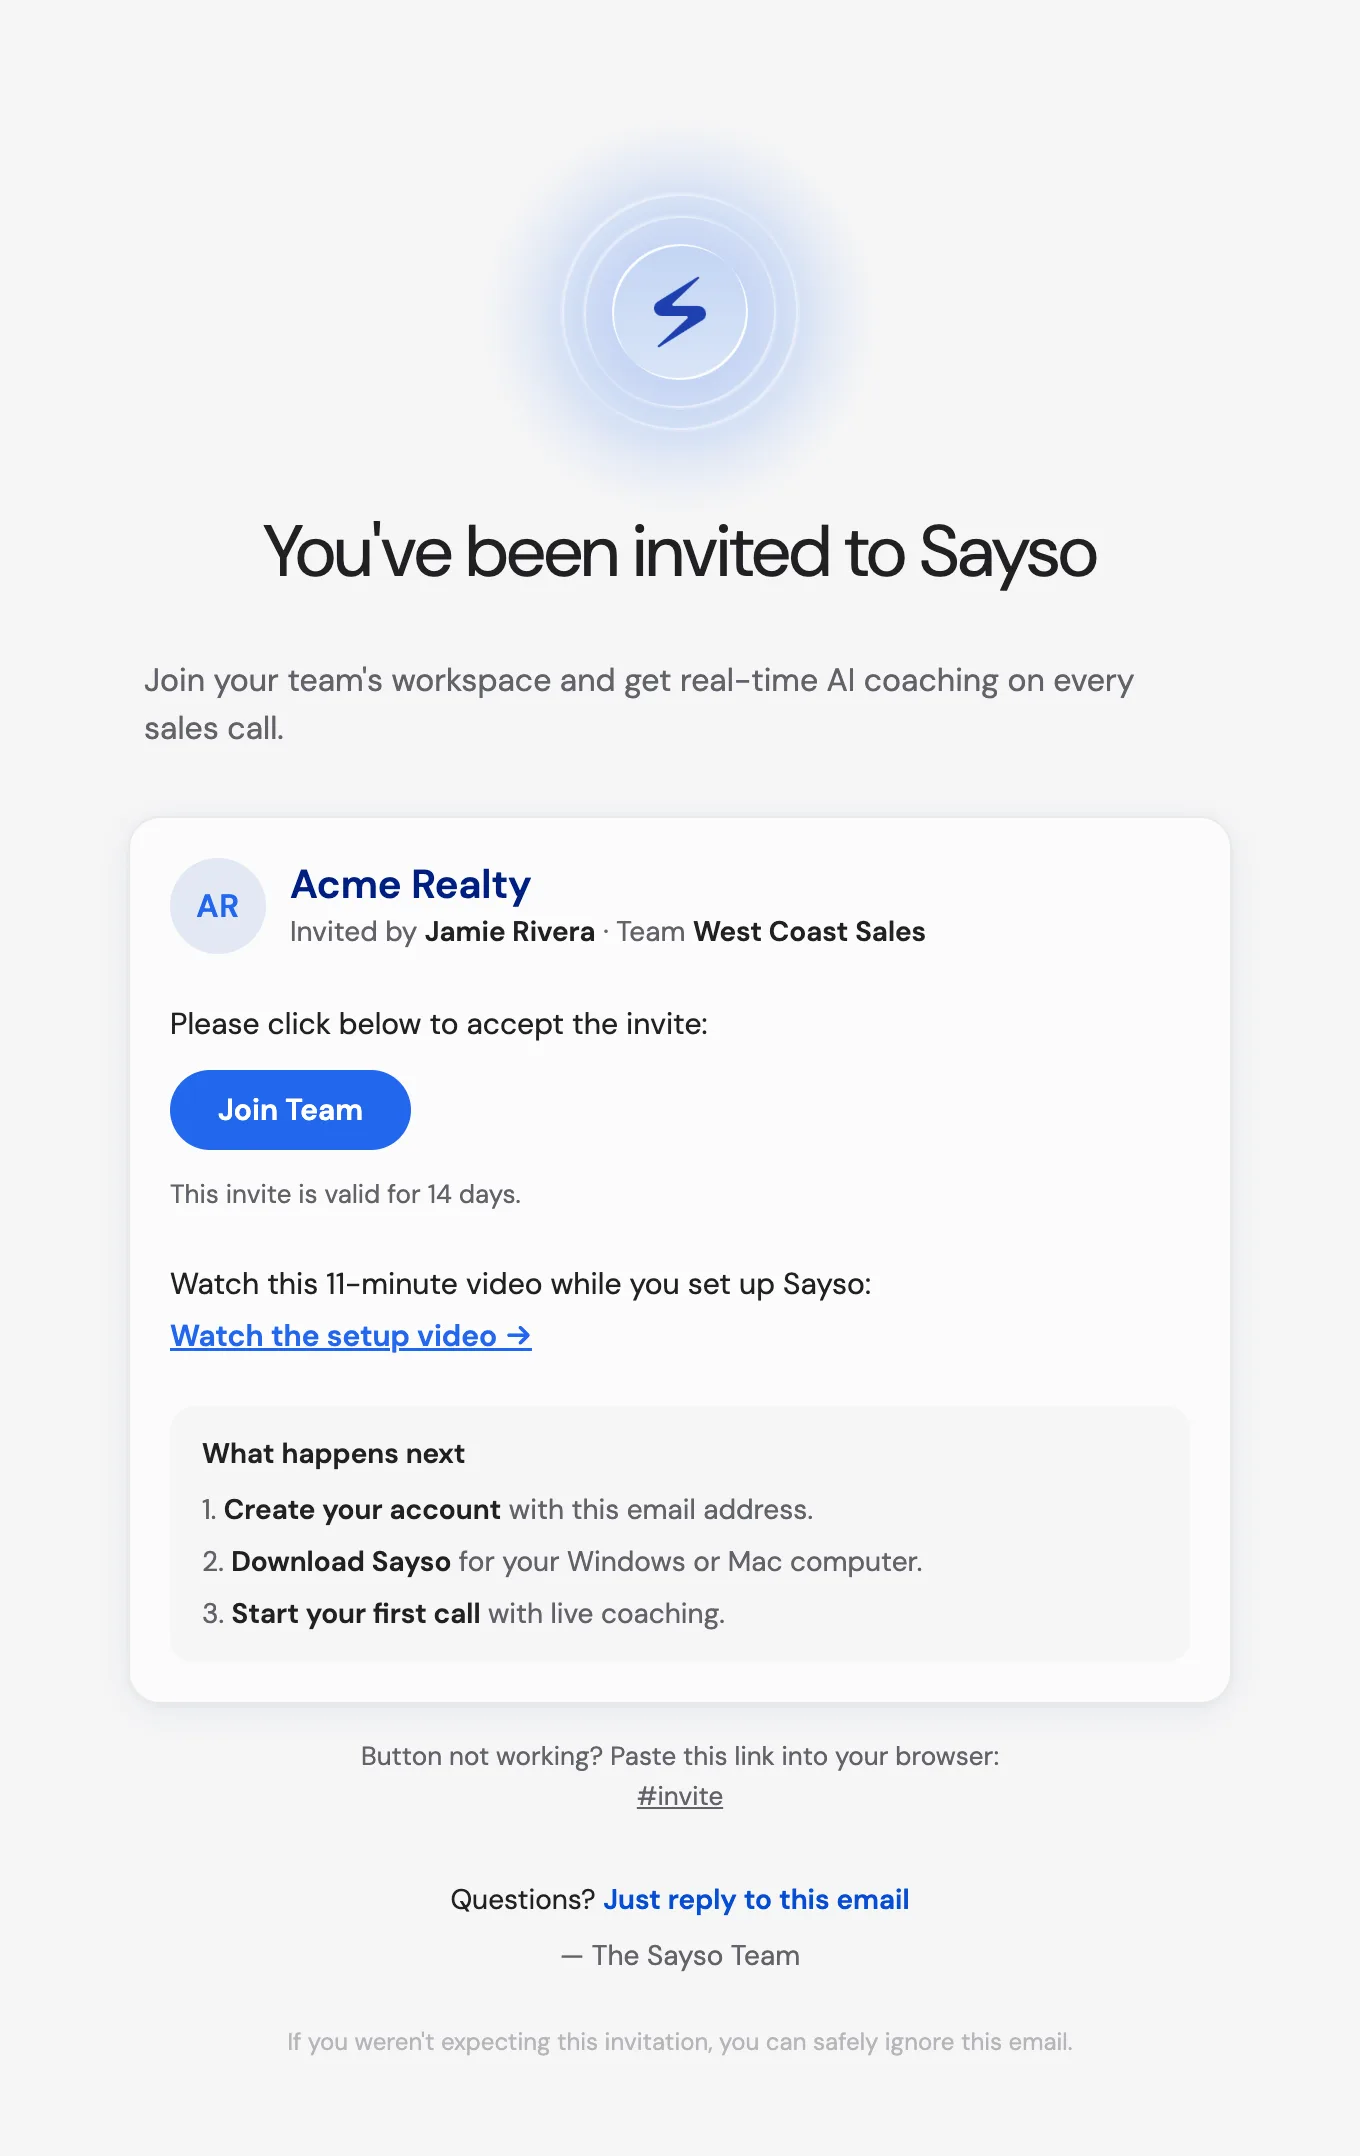 You've been invited to Sayso
Join your team's workspace and get real-time AI coaching on every
sales call.
AR
Acme Realty
Invited by Jamie Rivera · Team West Coast Sales
Please click below to accept the invite:
Join Team
This invite is valid for 14 days.
Watch this 11-minute video while you set up Sayso:
Watch the setup video →
What happens next
1. Create your account with this email address.
2. Download Sayso for your Windows or Mac computer.
3. Start your first call with live coaching.
Button not working? Paste this link into your browser:
#invite
Questions? Just reply to this email
— The Sayso Team
If you weren't expecting this invitation, you can safely ignore this email.